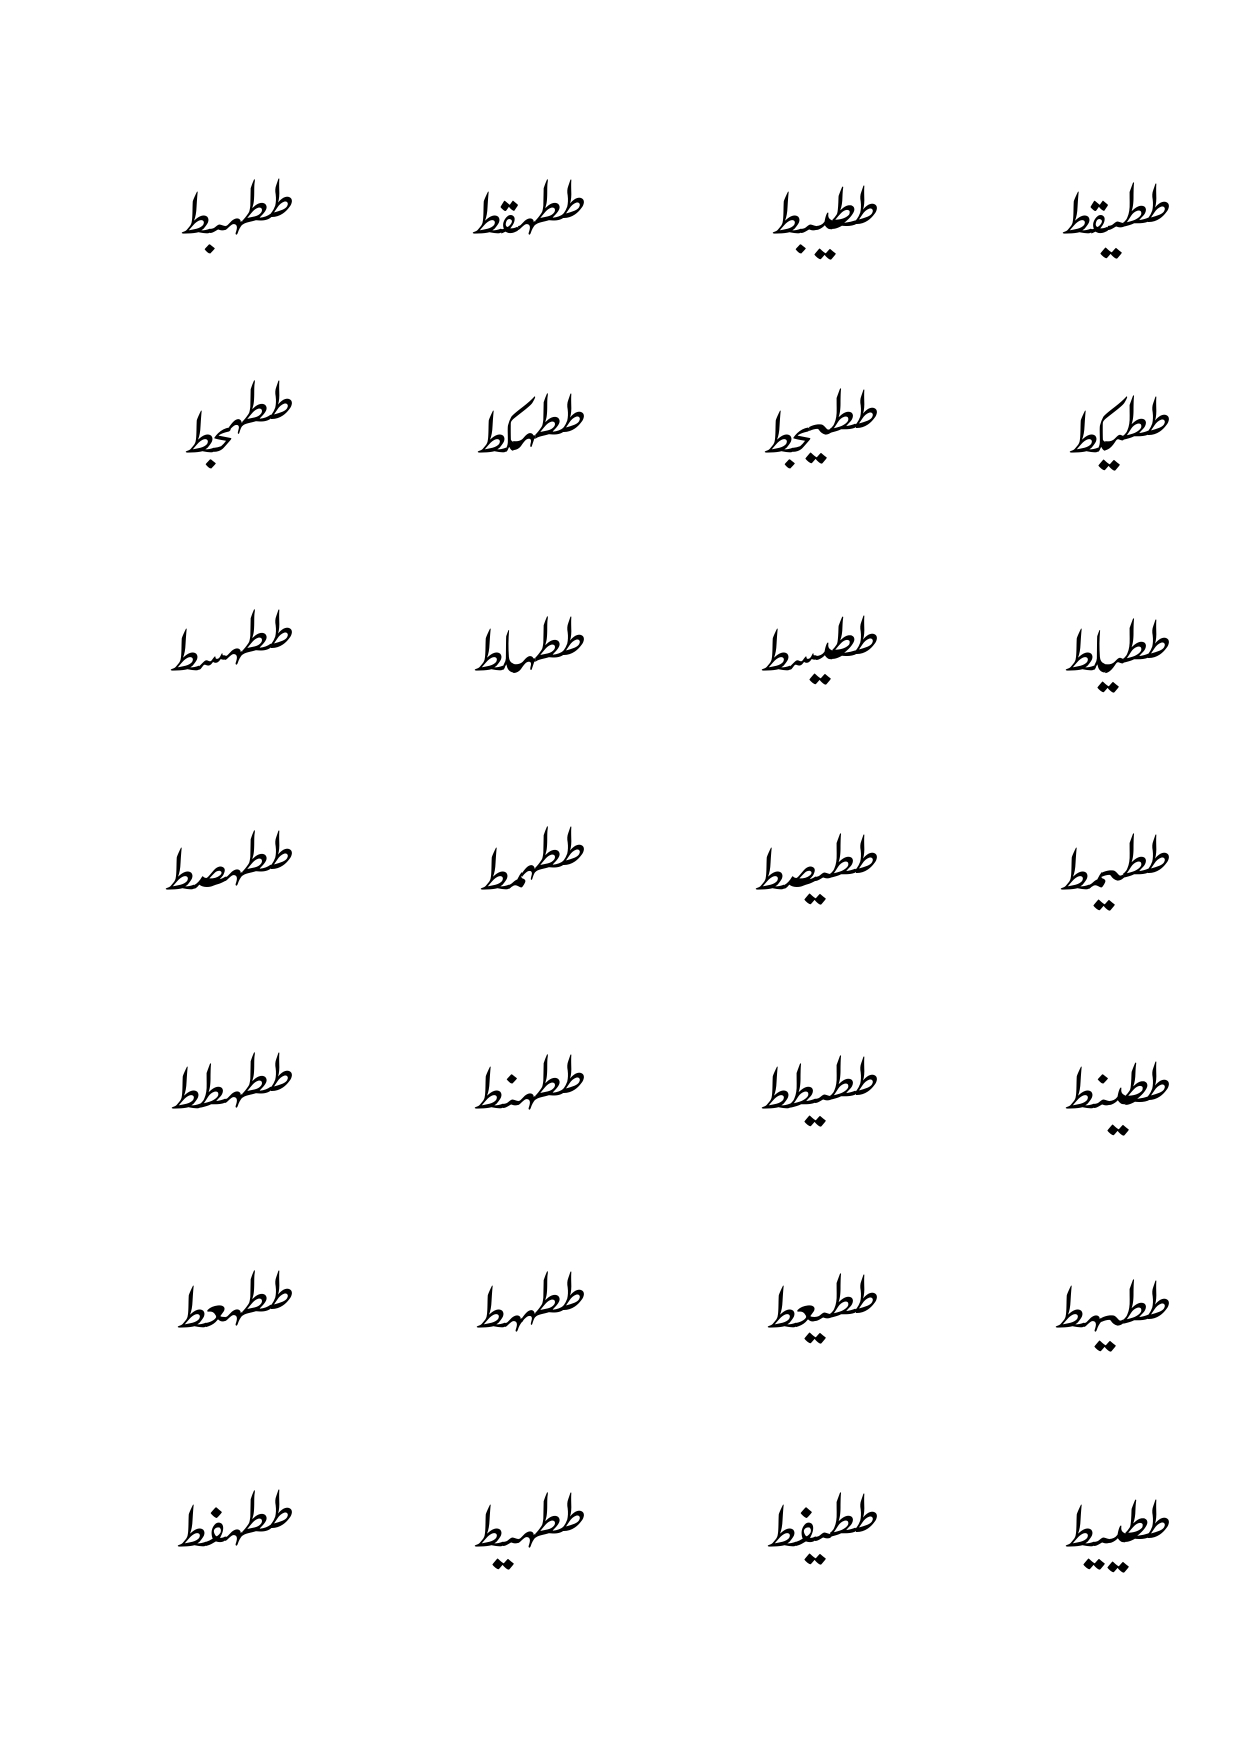 ططيقط ططيبط ططهقط ططهبط
ططيكط ططيجط ططهكط ططهجط
ططيلط ططيسط ططهلط ططهسط
ططيمط ططيصط ططهمط ططهصط
ططينط ططيطط ططهنط ططهطط
ططيهط ططيعط ططههط ططهعط
ططييط ططيفط ططهيط ططهفط